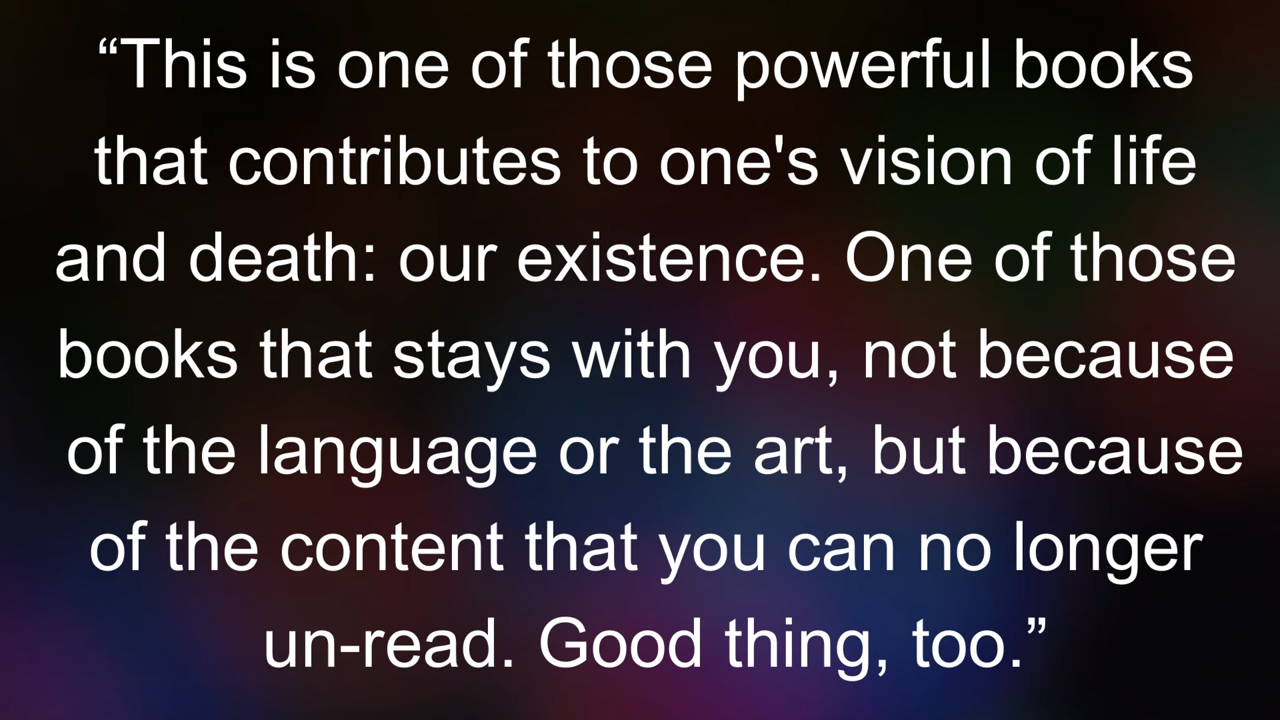 “This is one of those powerful books
that contributes to one's vision of life
and death: our existence. One of those
books that stays with you, not because
of the language or the art, but because
of the content that you can no longer
un-read. Good thing, too.”